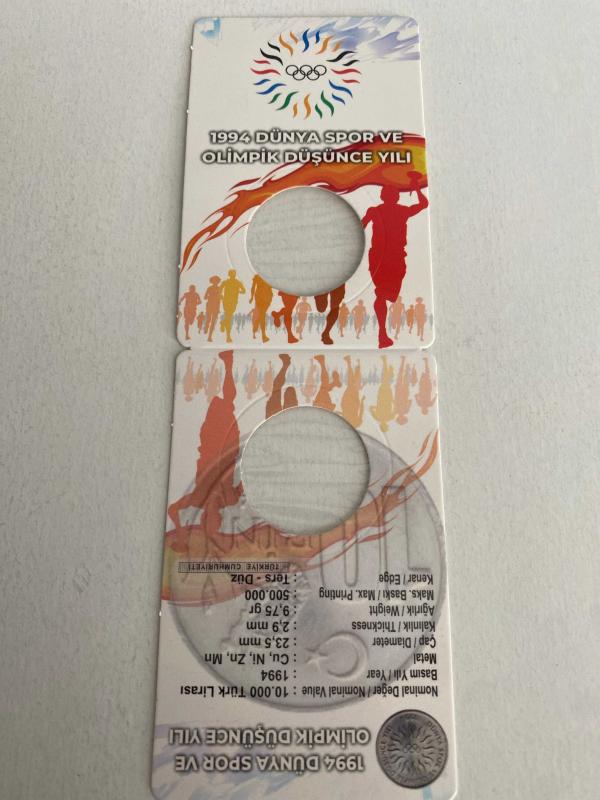 1994 DÜNYA SPOR VE
OLİMPİK DÜŞÜNCE YILI
1994 DÜNYA SPOR VE
OLİMPİK DÜŞÜNCE YILI
Nominal Değer / Nominal Value : 10.000 Türk Lirası
Basım Yılı / Year : 1994
Metal : Cu, Ni, Zn, Mn
Çap / Diameter : 23,5 mm
Kalınlık / Thickness : 2,9 mm
Ağırlık / Weight : 9,75 gr
Maks. Baskı / Max. Printing : 500.000
Kenar / Edge : Ters - Düz
TÜRKİYE CUMHURİYETİ